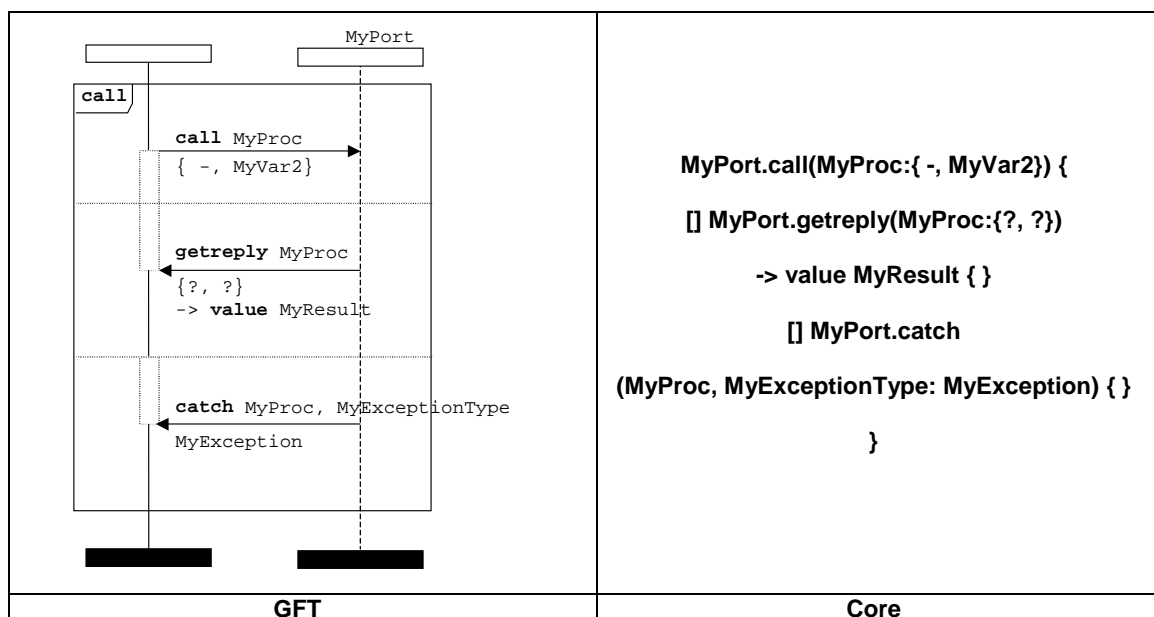 MyPort
call
call MyProc
{ -, MyVar2}
getreply MyProc
{?, ?}
-> value MyResult
catch MyProc, MyExceptionType
MyException
MyPort.call(MyProc:{ -, MyVar2}) {
[] MyPort.getreply(MyProc:{?, ?})
-> value MyResult { }
[] MyPort.catch
(MyProc, MyExceptionType: MyException) { }
}
GFT
Core